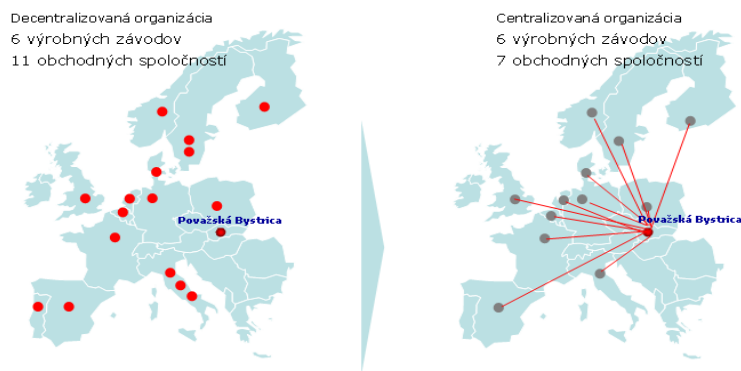 Decentralizovaná organizácia
6 výrobných závodov
11 obchodných spoločností
Považská Bystrica
Centralizovaná organizácia
6 výrobných závodov
7 obchodných spoločností
Považská Bystrica